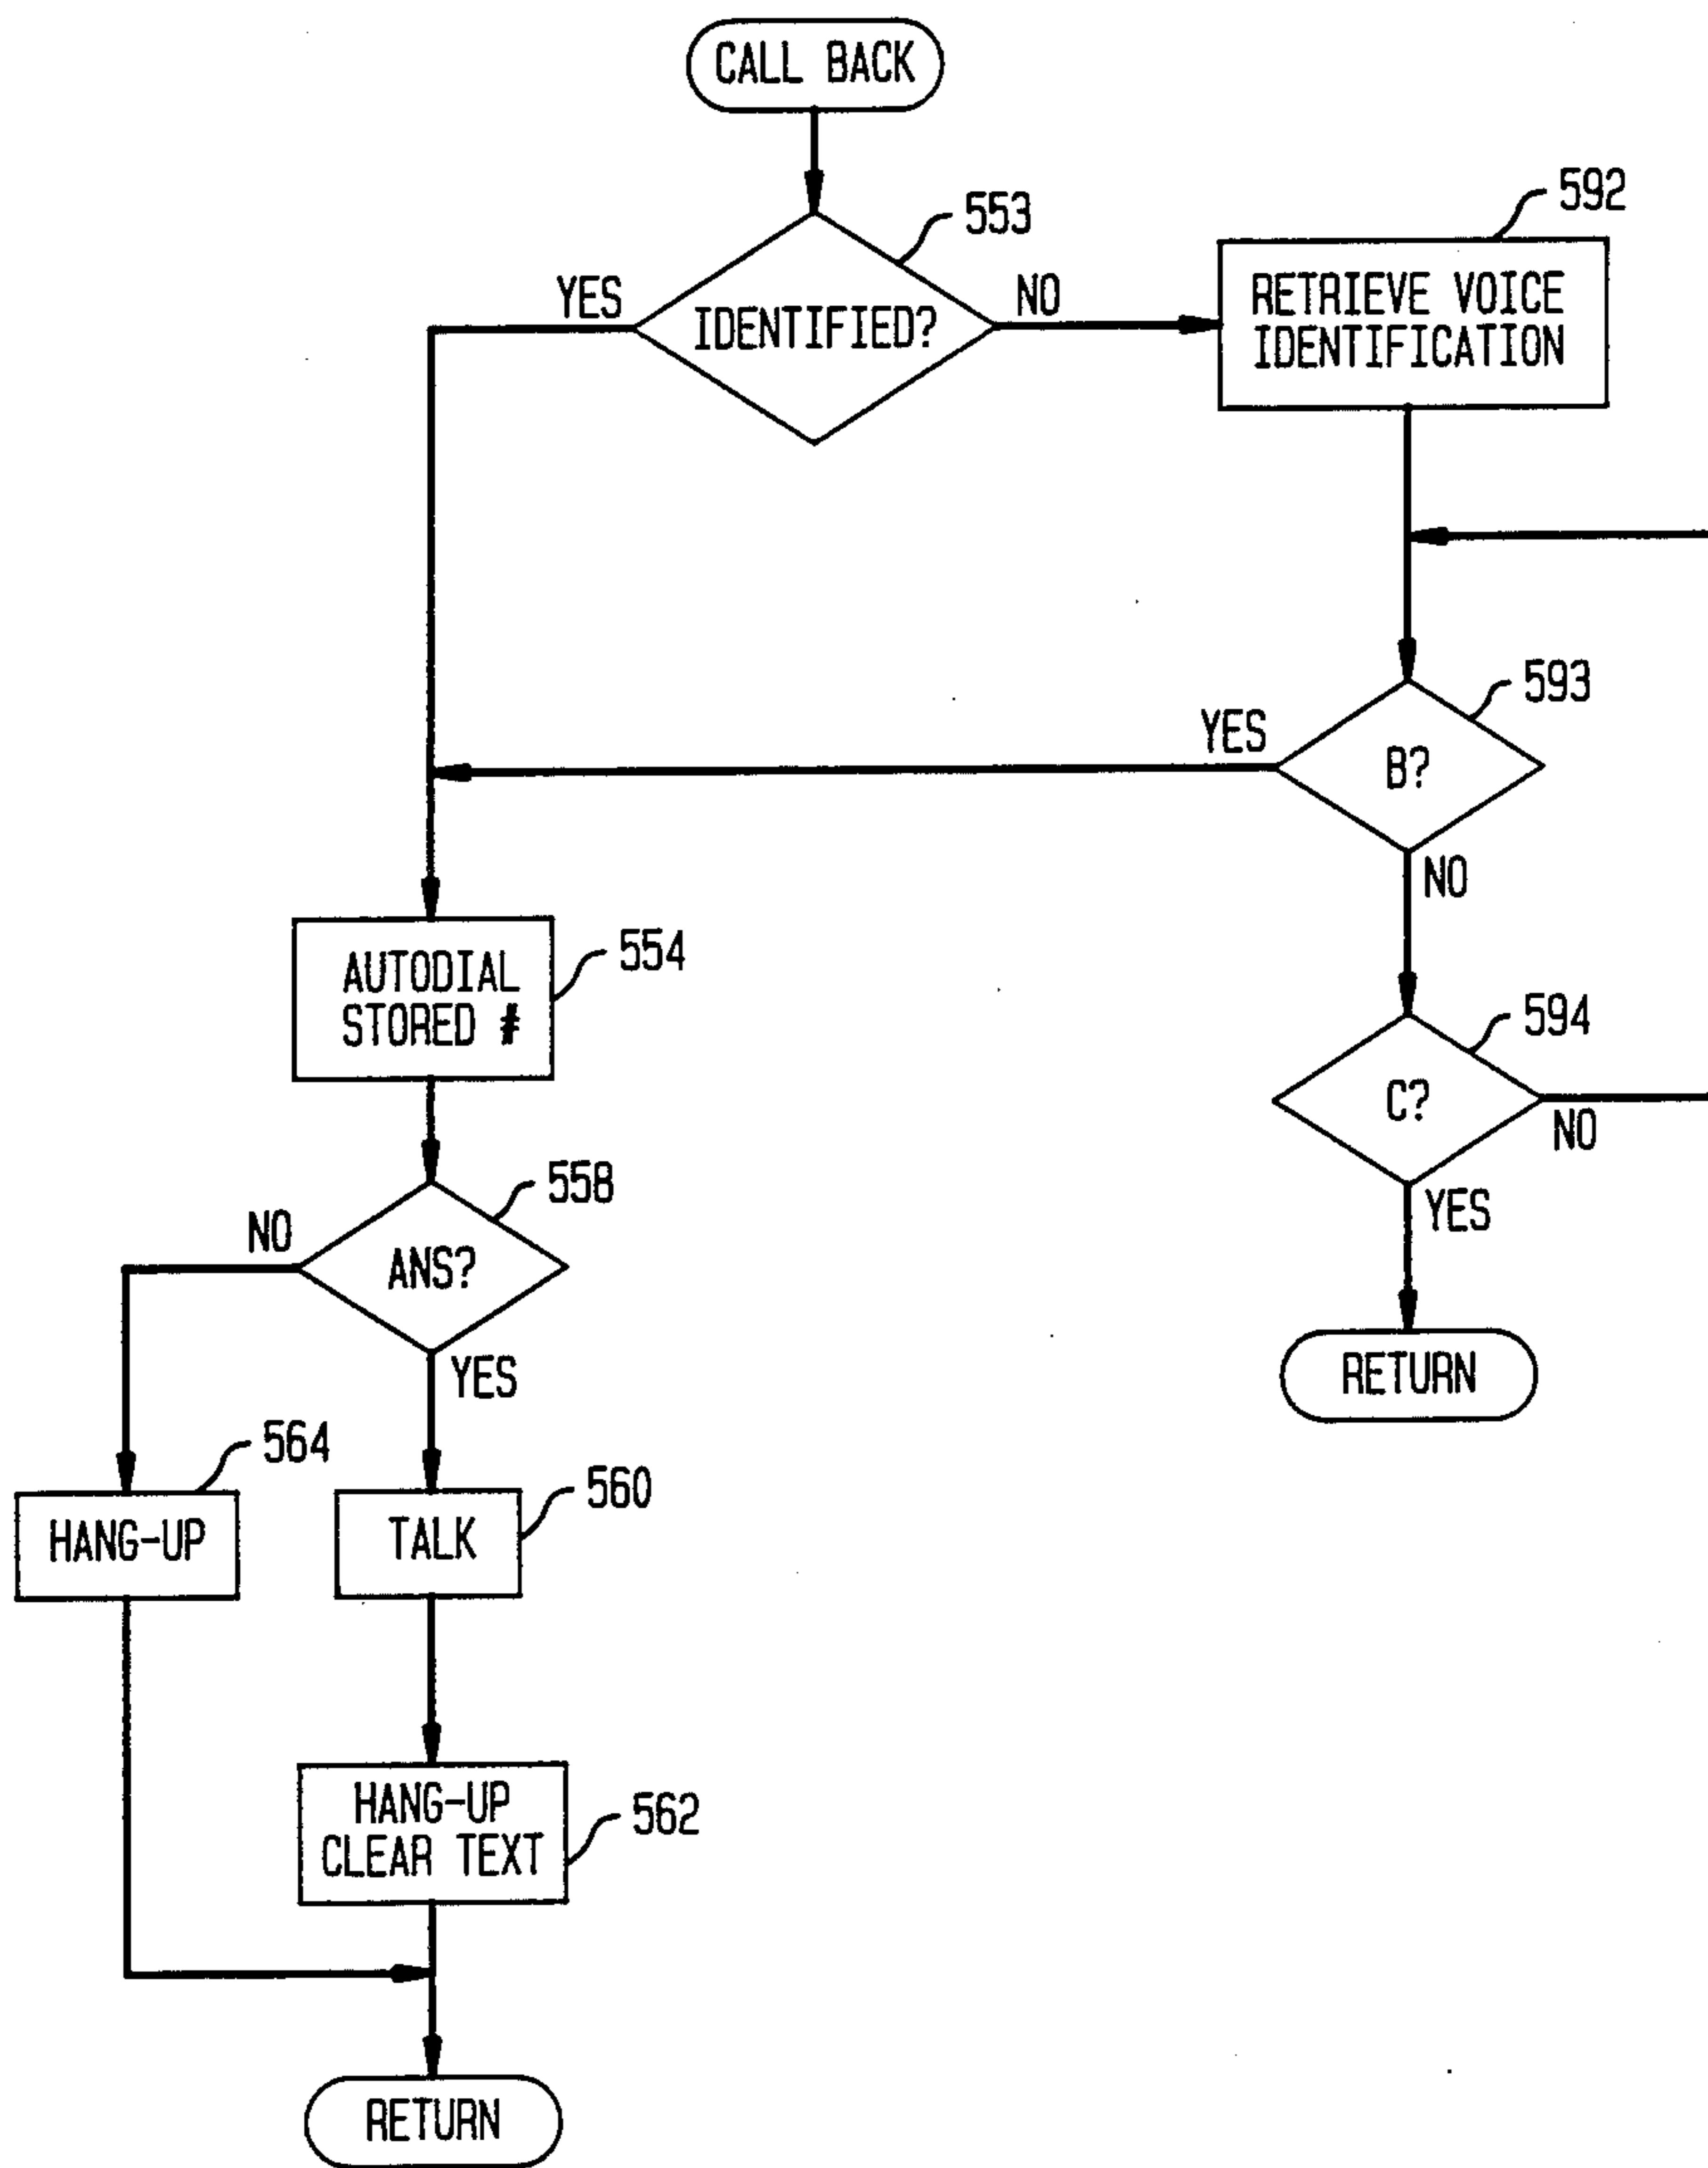 CALL BACK
553
592
YES
IDENTIFIED?
NO
RETRIEVE VOICE
IDENTIFICATION
593
YES
B?
NO
554
AUTODIAL
STORED #
594
C?
NO
558
YES
NO
ANS?
YES
RETURN
564
560
HANG-UP
TALK
562
HANG-UP
CLEAR TEXT
RETURN